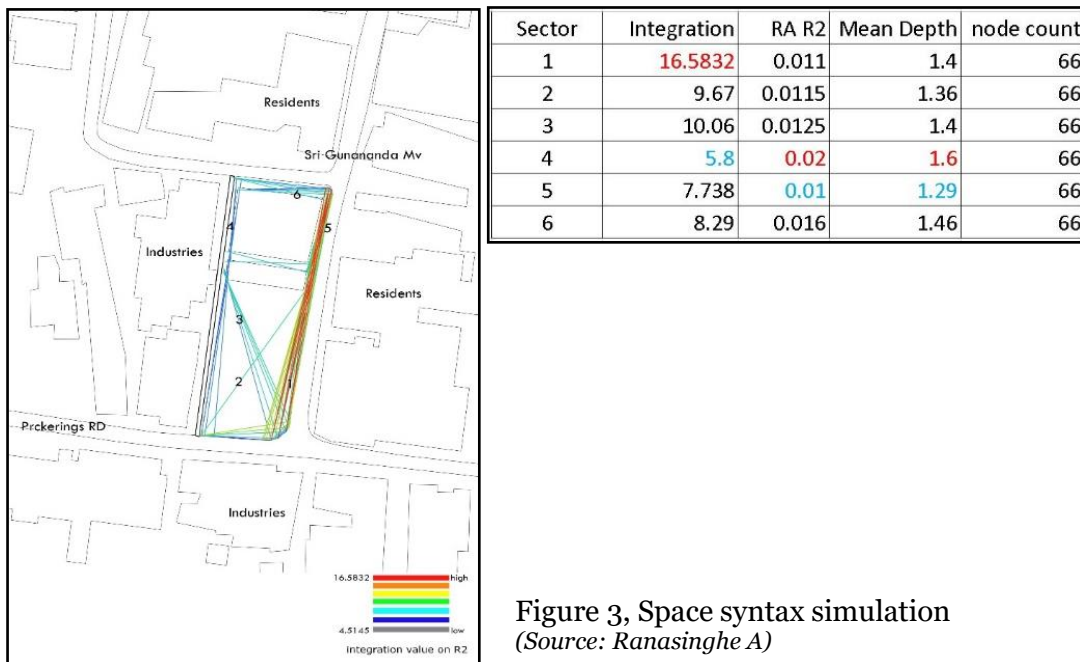 Residents
Sri-Gunananda Mv
6
4
5
Industries
Residents
3
2
1
Prckerings RD
Industries
16.5832 high
4.5145 low
integration value on R2
Sector Integration RA R2 Mean Depth node count
1 16.5832 0.011 1.4 66
2 9.67 0.0115 1.36 66
3 10.06 0.0125 1.4 66
4 5.8 0.02 1.6 66
5 7.738 0.01 1.29 66
6 8.29 0.016 1.46 66
Figure 3, Space syntax simulation
(Source: Ranasinghe A)